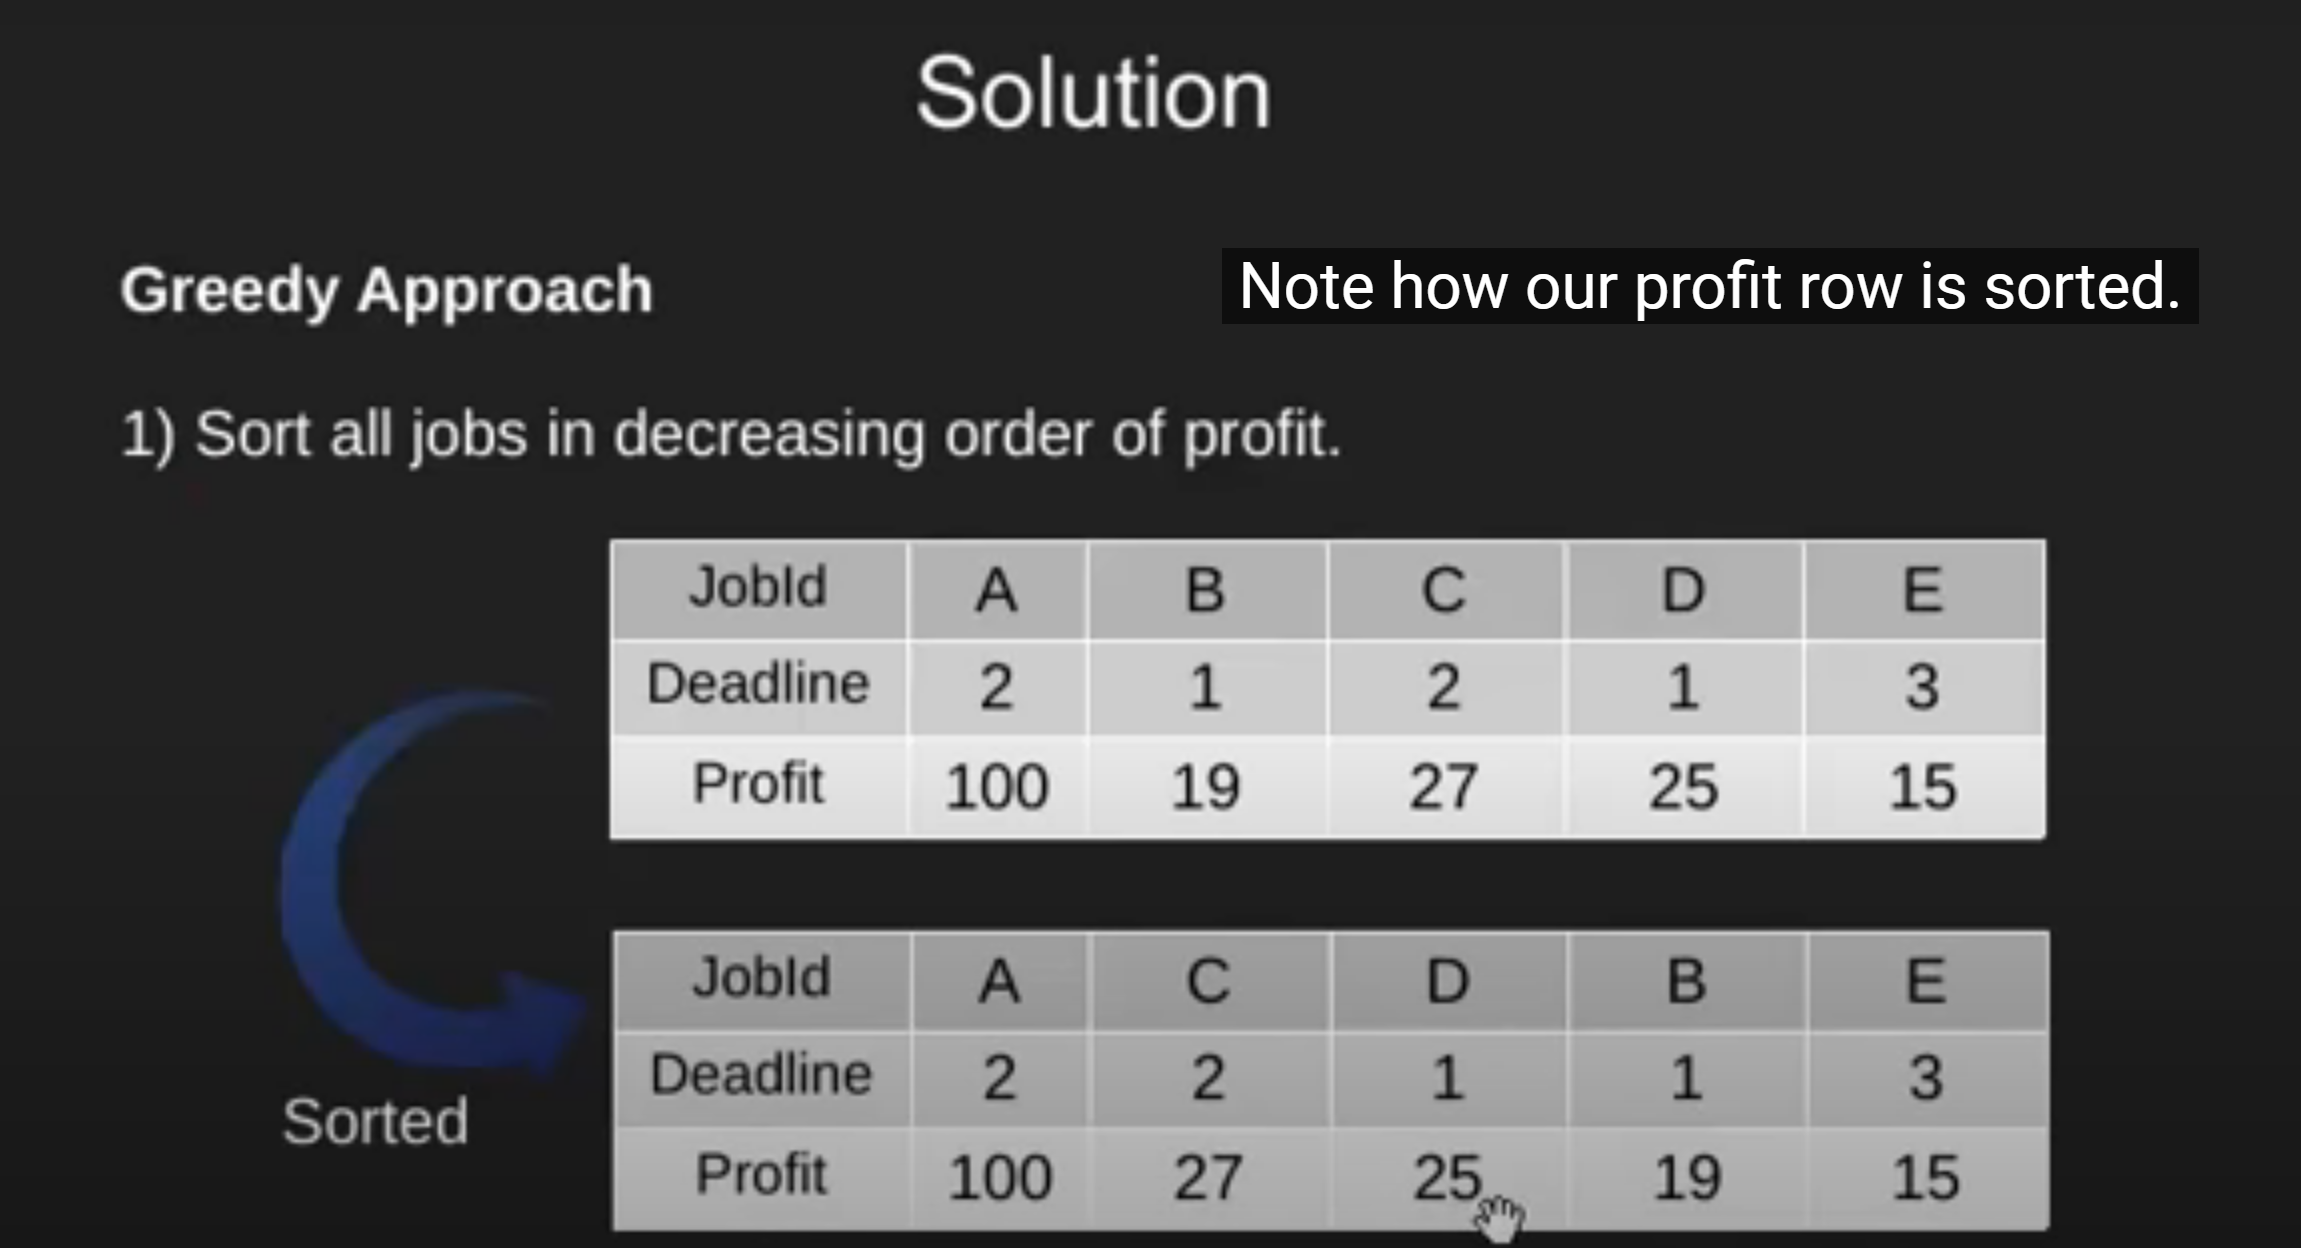 Solution
Greedy Approach
Note how our profit row is sorted.
1) Sort all jobs in decreasing order of profit.
JobId A B C D E
Deadline 2 1 2 1 3
Profit 100 19 27 25 15
Sorted
JobId A C D B E
Deadline 2 2 1 1 3
Profit 100 27 25 19 15